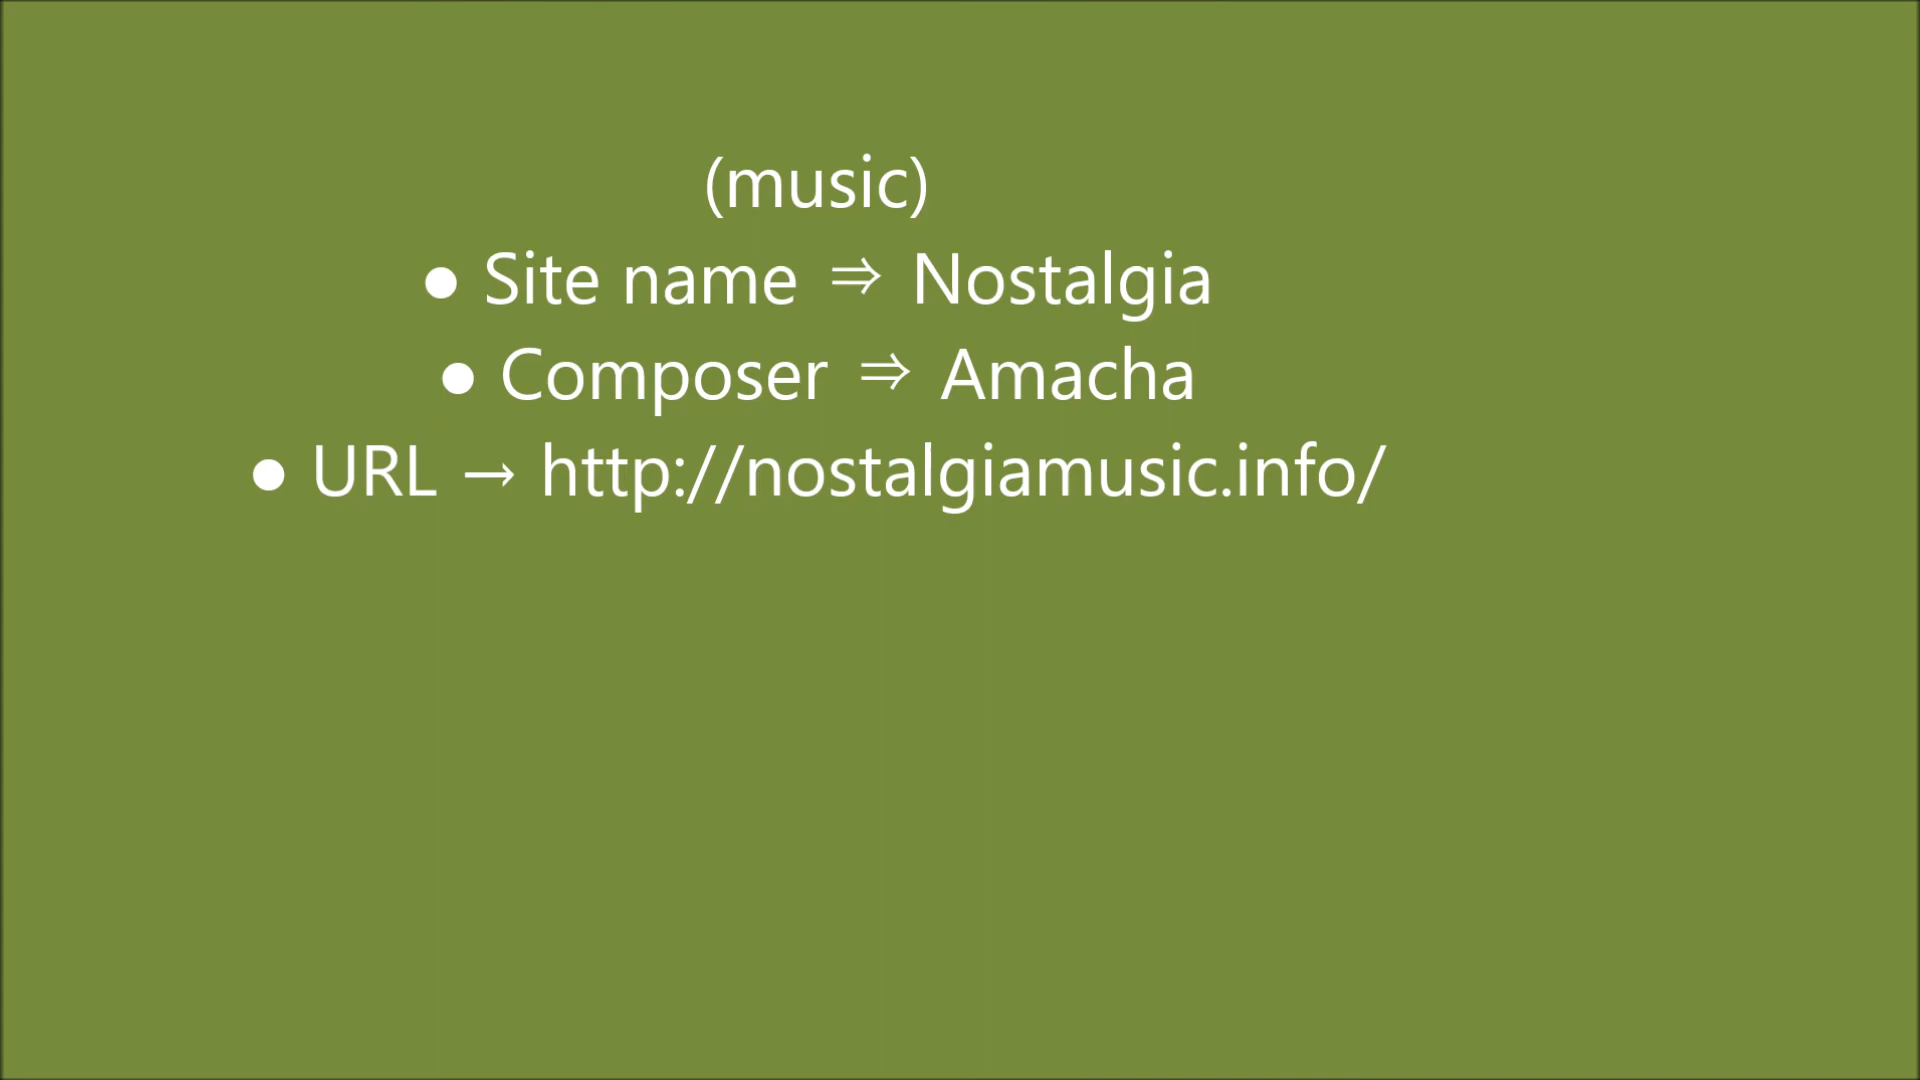 (music)
● Site name ⇒ Nostalgia
● Composer ⇒ Amacha
● URL → http://nostalgiamusic.info/